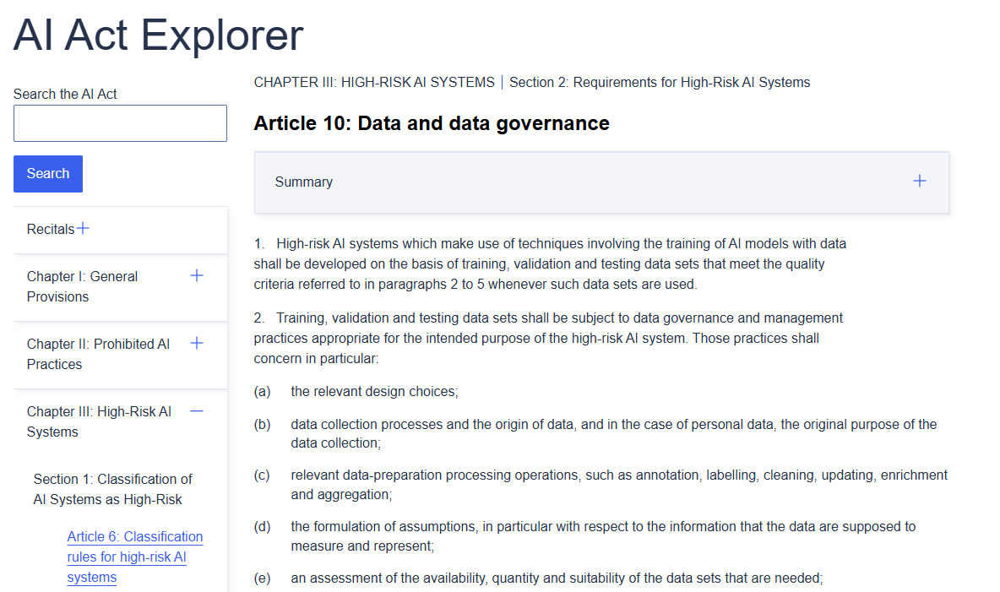 AI Act Explorer
Search the AI Act
Search
Recitals
Chapter I: General
Provisions
Chapter II: Prohibited AI
Practices
Chapter III: High-Risk AI
Systems
Section 1: Classification of
AI Systems as High-Risk
Article 6: Classification
rules for high-risk AI
systems
CHAPTER III: HIGH-RISK AI SYSTEMS | Section 2: Requirements for High-Risk AI Systems
Article 10: Data and data governance
Summary
1. High-risk AI systems which make use of techniques involving the training of AI models with data
shall be developed on the basis of training, validation and testing data sets that meet the quality
criteria referred to in paragraphs 2 to 5 whenever such data sets are used.
2. Training, validation and testing data sets shall be subject to data governance and management
practices appropriate for the intended purpose of the high-risk AI system. Those practices shall
concern in particular:
(a) the relevant design choices;
(b) data collection processes and the origin of data, and in the case of personal data, the original purpose of the
data collection;
(c) relevant data-preparation processing operations, such as annotation, labelling, cleaning, updating, enrichment
and aggregation;
(d) the formulation of assumptions, in particular with respect to the information that the data are supposed to
measure and represent;
(e) an assessment of the availability, quantity and suitability of the data sets that are needed;